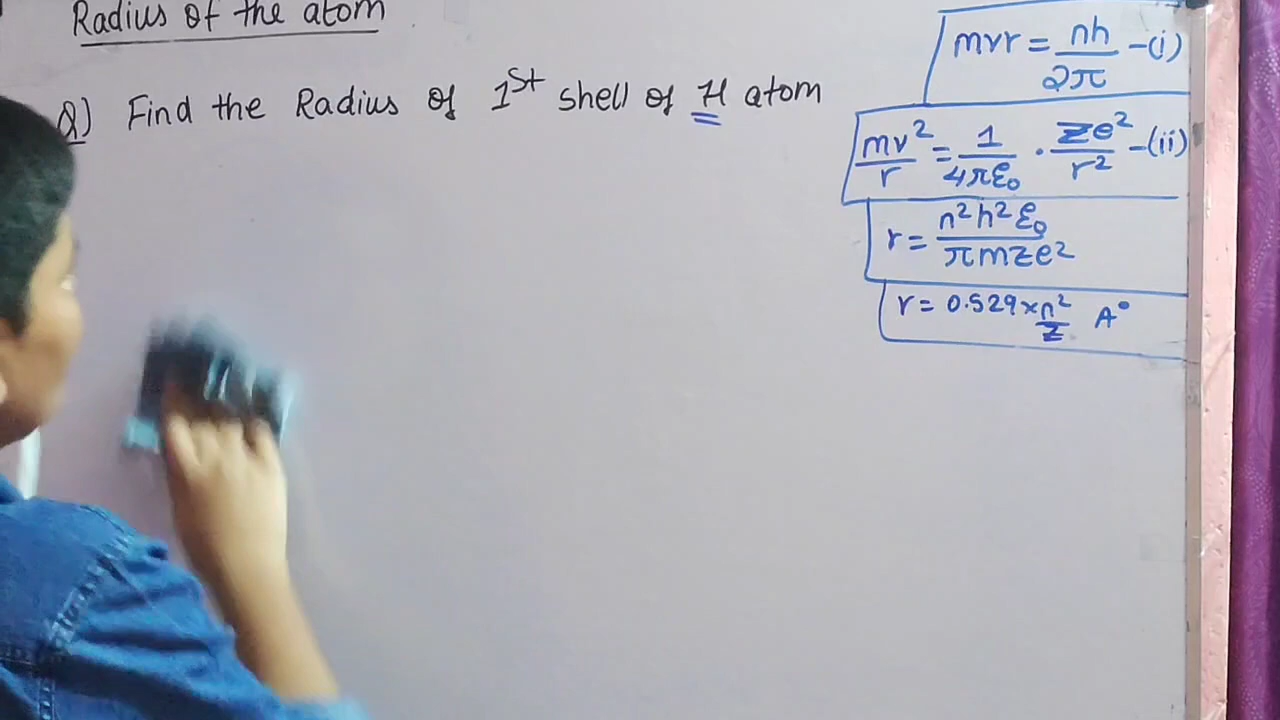 Radius of the atom
Q) Find the Radius of 1St shell of H atom
mvr = nh/2π -(i)
mv²/r = 1/4πε₀ · Ze²/r² -(ii)
r = n²h²ε₀/πmze²
r = 0.529 x n²/Z A°